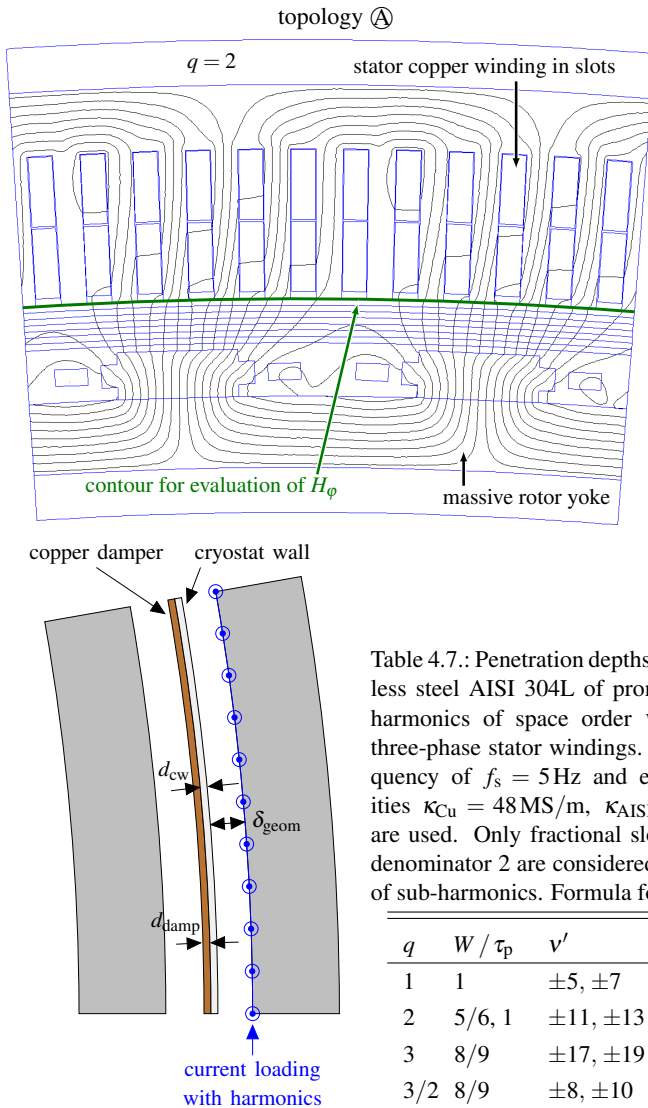 topology Ⓐ
q = 2
stator copper winding in slots
contour for evaluation of Hφ
massive rotor yoke
copper damper
cryostat wall
d_cw
δ_geom
d_damp
current loading
with harmonics
Table 4.7.: Penetration depths
less steel AISI 304L of pro
harmonics of space order
three-phase stator windings.
quency of f_s = 5 Hz and e
ities κ_Cu = 48 MS/m, κ_AISI
are used. Only fractional slo
denominator 2 are considered
of sub-harmonics. Formula fo
q W / τ_p ν′
1 1 ±5, ±7
2 5/6, 1 ±11, ±13
3 8/9 ±17, ±19
3/2 8/9 ±8, ±10